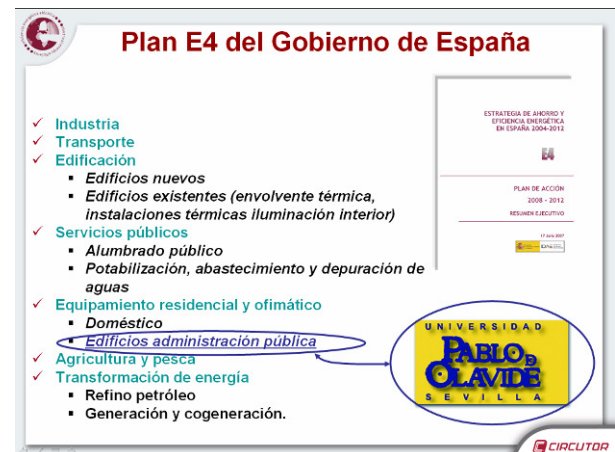 Plan E4 del Gobierno de España
✓ Industria
✓ Transporte
✓ Edificación
▪ Edificios nuevos
▪ Edificios existentes (envolvente térmica,
instalaciones térmicas iluminación interior)
✓ Servicios públicos
▪ Alumbrado público
▪ Potabilización, abastecimiento y depuración de
aguas
✓ Equipamiento residencial y ofimático
▪ Doméstico
▪ Edificios administración pública
✓ Agricultura y pesca
✓ Transformación de energía
▪ Refino petróleo
▪ Generación y cogeneración.
ESTRATEGIA DE AHORRO Y
EFICIENCIA ENERGÉTICA
EN ESPAÑA 2004-2012
E4
PLAN DE ACCIÓN
2008 - 2012
RESUMEN EJECUTIVO
17 Julio 2007
UNIVERSIDAD
PABLO DE
OLAVIDE
SEVILLA
CIRCUTOR